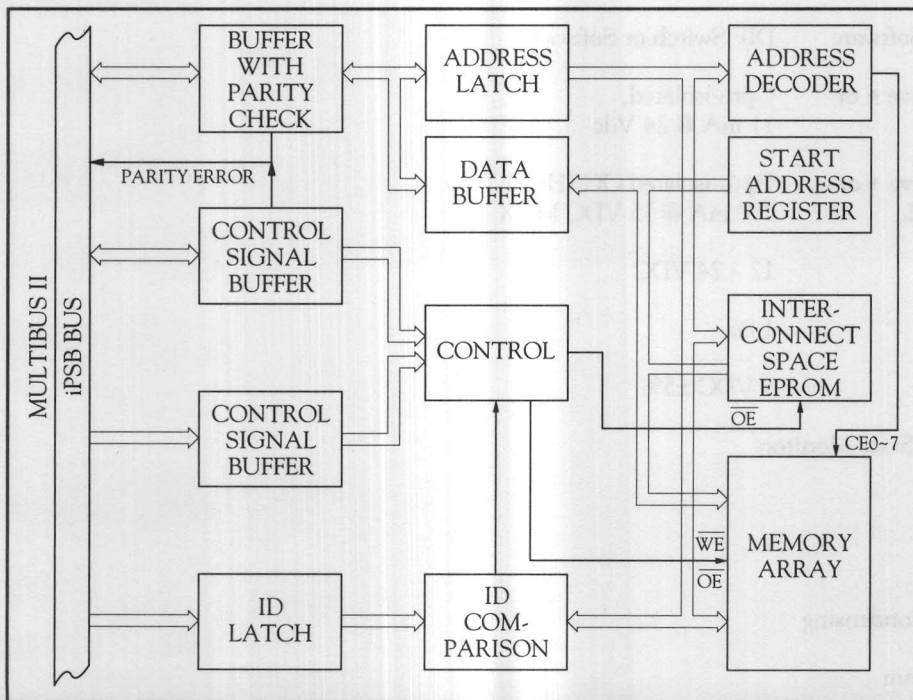 MULTIBUS II
iPSB BUS
BUFFER
WITH
PARITY
CHECK
ADDRESS
LATCH
ADDRESS
DECODER
PARITY ERROR
DATA
BUFFER
START
ADDRESS
REGISTER
CONTROL
SIGNAL
BUFFER
CONTROL
INTER-
CONNECT
SPACE
EPROM
OE
CONTROL
SIGNAL
BUFFER
CE0~7
WE
OE
MEMORY
ARRAY
ID
LATCH
ID
COM-
PARISON